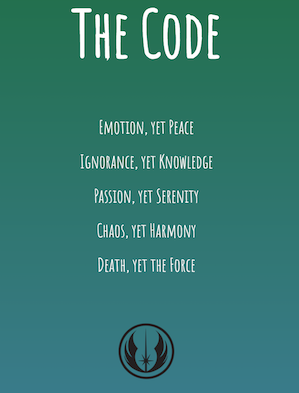 The Code
Emotion, yet Peace
Ignorance, yet Knowledge
Passion, yet Serenity
Chaos, yet Harmony
Death, yet the Force